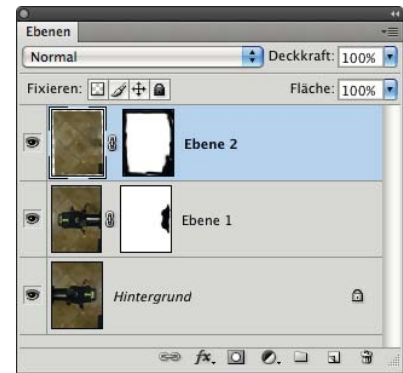 Ebenen
Normal Deckkraft: 100%
Fixieren: Fläche: 100%
Ebene 2
Ebene 1
Hintergrund
fx.